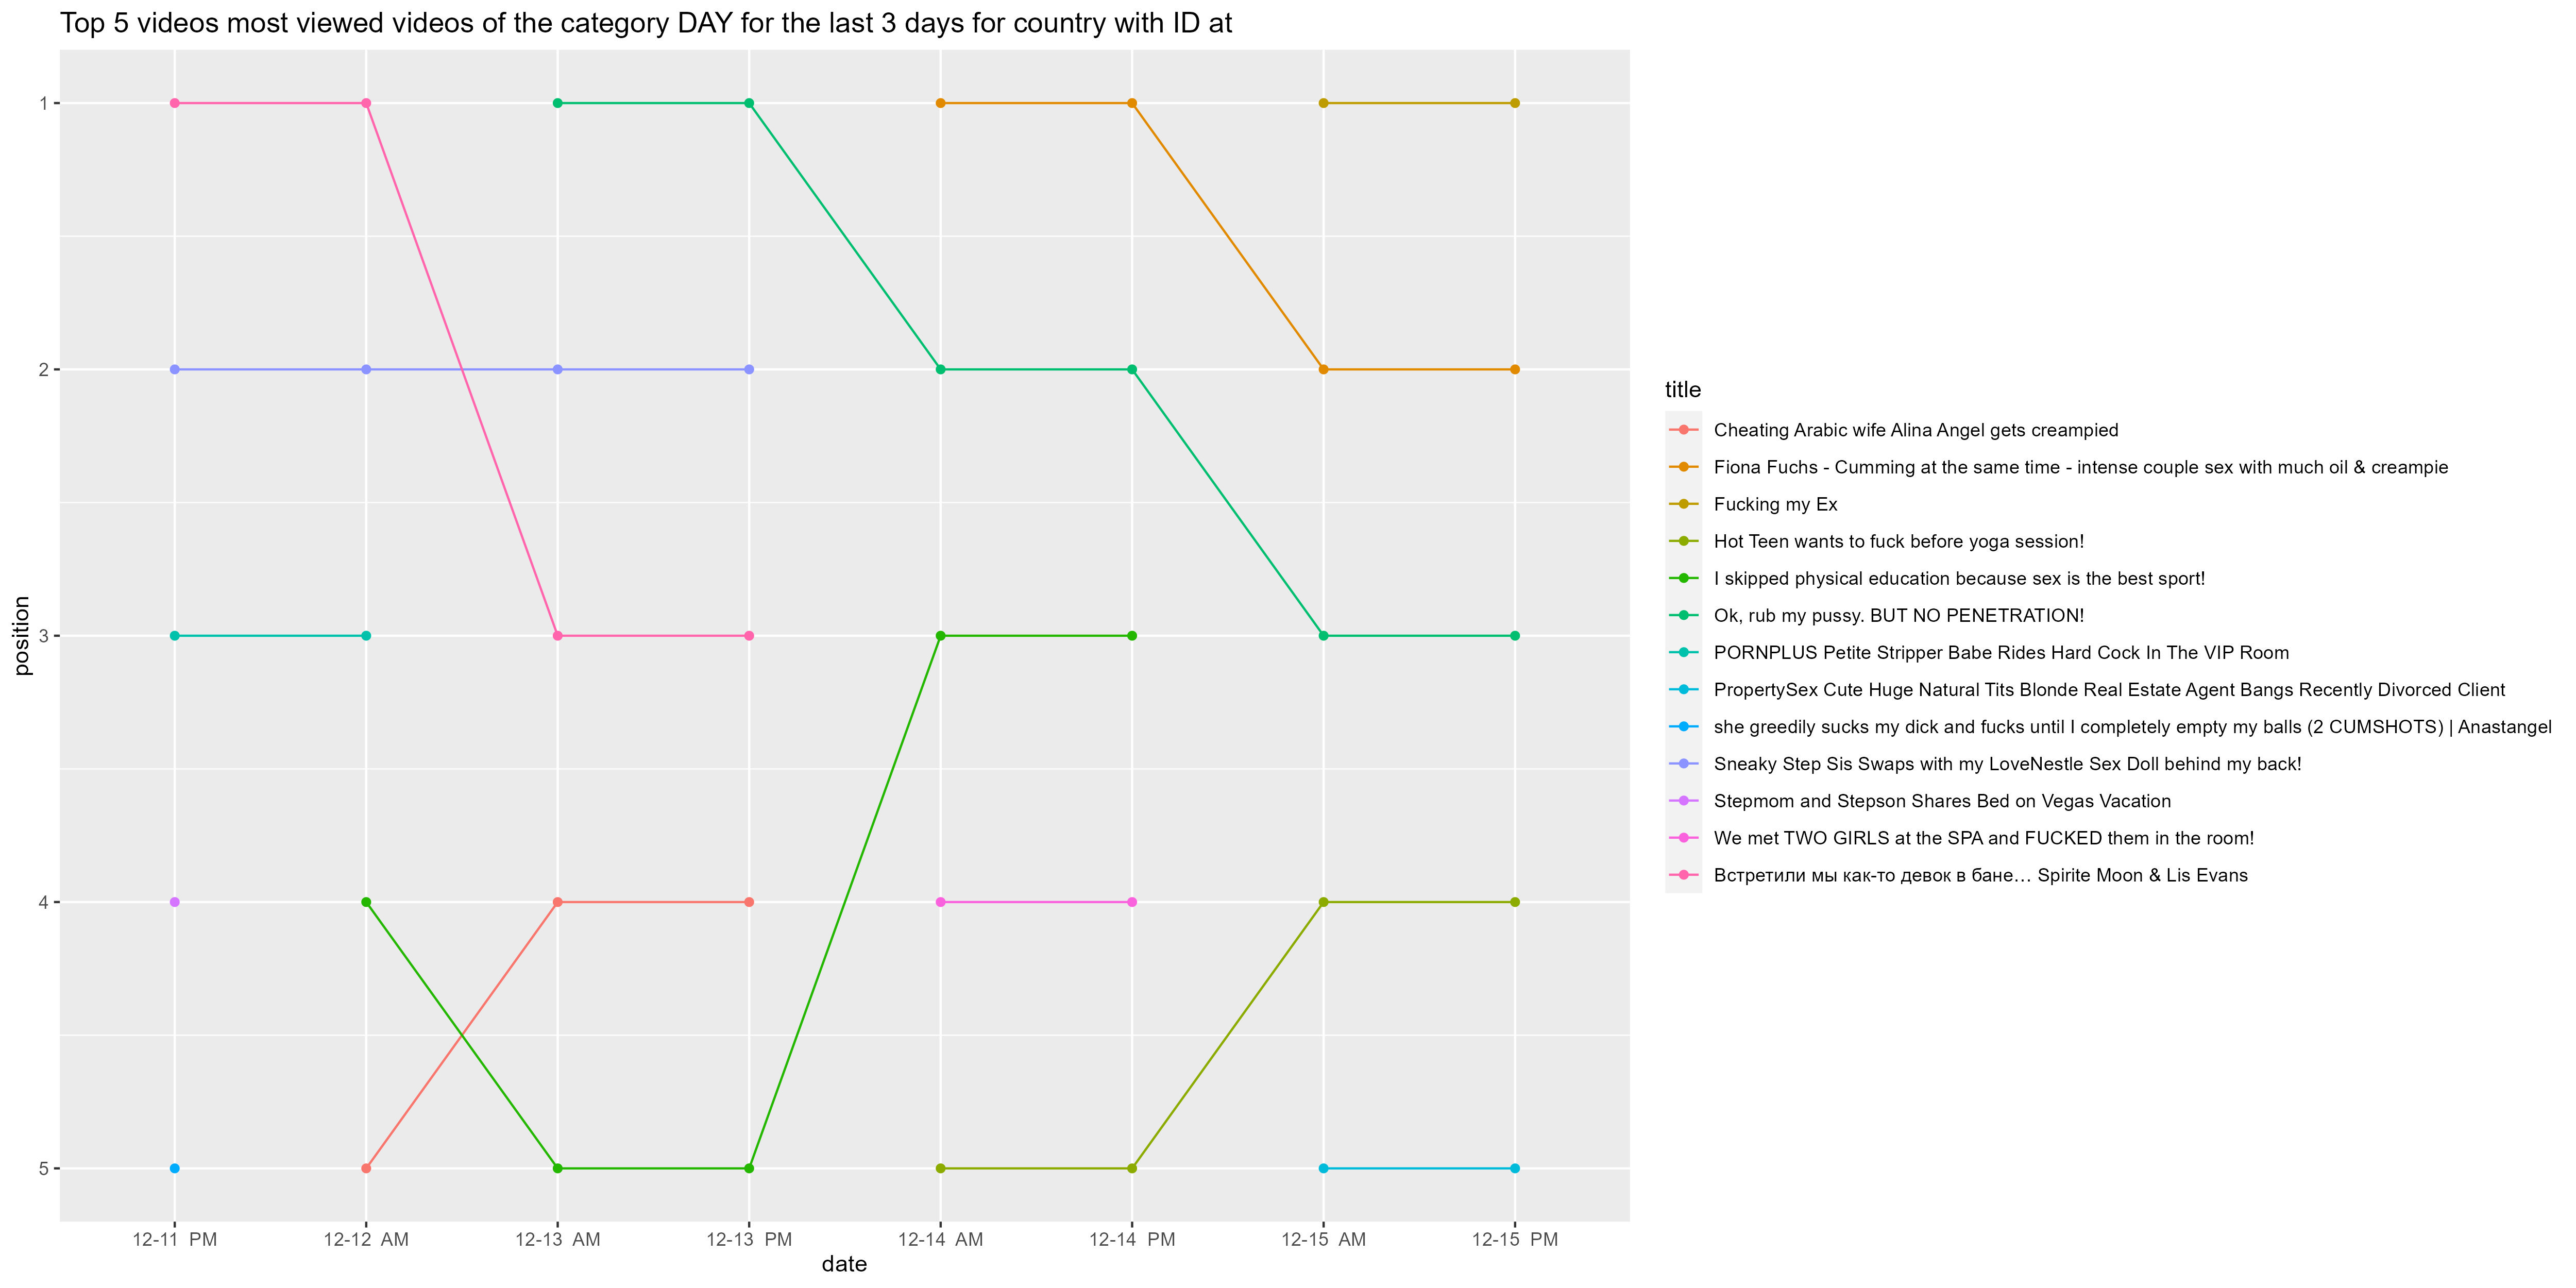 Top 5 videos most viewed videos of the category DAY for the last 3 days for country with ID at
position
1
2
3
4
5
12-11 PM
12-12 AM
12-13 AM
12-13 PM
12-14 AM
12-14 PM
12-15 AM
12-15 PM
date
title
Cheating Arabic wife Alina Angel gets creampied
Fiona Fuchs - Cumming at the same time - intense couple sex with much oil & creampie
Fucking my Ex
Hot Teen wants to fuck before yoga session!
I skipped physical education because sex is the best sport!
Ok, rub my pussy. BUT NO PENETRATION!
PORNPLUS Petite Stripper Babe Rides Hard Cock In The VIP Room
PropertySex Cute Huge Natural Tits Blonde Real Estate Agent Bangs Recently Divorced Client
she greedily sucks my dick and fucks until I completely empty my balls (2 CUMSHOTS) | Anastangel
Sneaky Step Sis Swaps with my LoveNestle Sex Doll behind my back!
Stepmom and Stepson Shares Bed on Vegas Vacation
We met TWO GIRLS at the SPA and FUCKED them in the room!
Встретили мы как-то девок в бане… Spirite Moon & Lis Evans